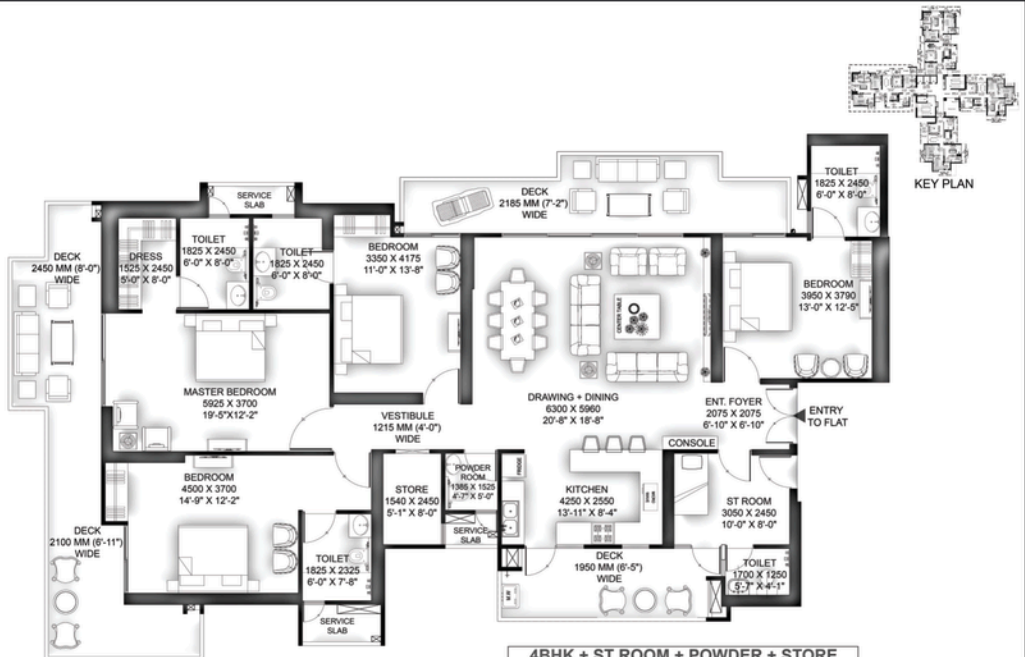 KEY PLAN
SERVICE
SLAB
DECK
2185 MM (7'-2")
WIDE
TOILET
1825 X 2450
6'-0" X 8'-0"
DECK
2450 MM (8'-0")
WIDE
DRESS
1525 X 2450
5'-0" X 8'-0"
TOILET
1825 X 2450
6'-0" X 8'-0"
TOILET
1825 X 2450
6'-0" X 8'-0"
BEDROOM
3350 X 4175
11'-0" X 13'-8"
CENTER TABLE
BEDROOM
3950 X 3790
13'-0" X 12'-5"
MASTER BEDROOM
5925 X 3700
19'-5"X12'-2"
VESTIBULE
1215 MM (4'-0")
WIDE
DRAWING + DINING
6300 X 5960
20'-8" X 18'-8"
ENT. FOYER
2075 X 2075
6'-10" X 6'-10"
ENTRY
TO FLAT
CONSOLE
BEDROOM
4500 X 3700
14'-9" X 12'-2"
STORE
1540 X 2450
5'-1" X 8'-0"
POWDER
ROOM
1385 X 1525
4'-7" X 5'-0"
FRIDGE
KITCHEN
4250 X 2550
13'-11" X 8'-4"
ST ROOM
3050 X 2450
10'-0" X 8'-0"
DECK
2100 MM (6'-11")
WIDE
SERVICE
SLAB
TOILET
1825 X 2325
6'-0" X 7'-8"
DECK
1950 MM (6'-5")
WIDE
TOILET
1700 X 1250
5'-7" X 4'-1"
SERVICE
SLAB
4BHK + ST ROOM + POWDER + STORE